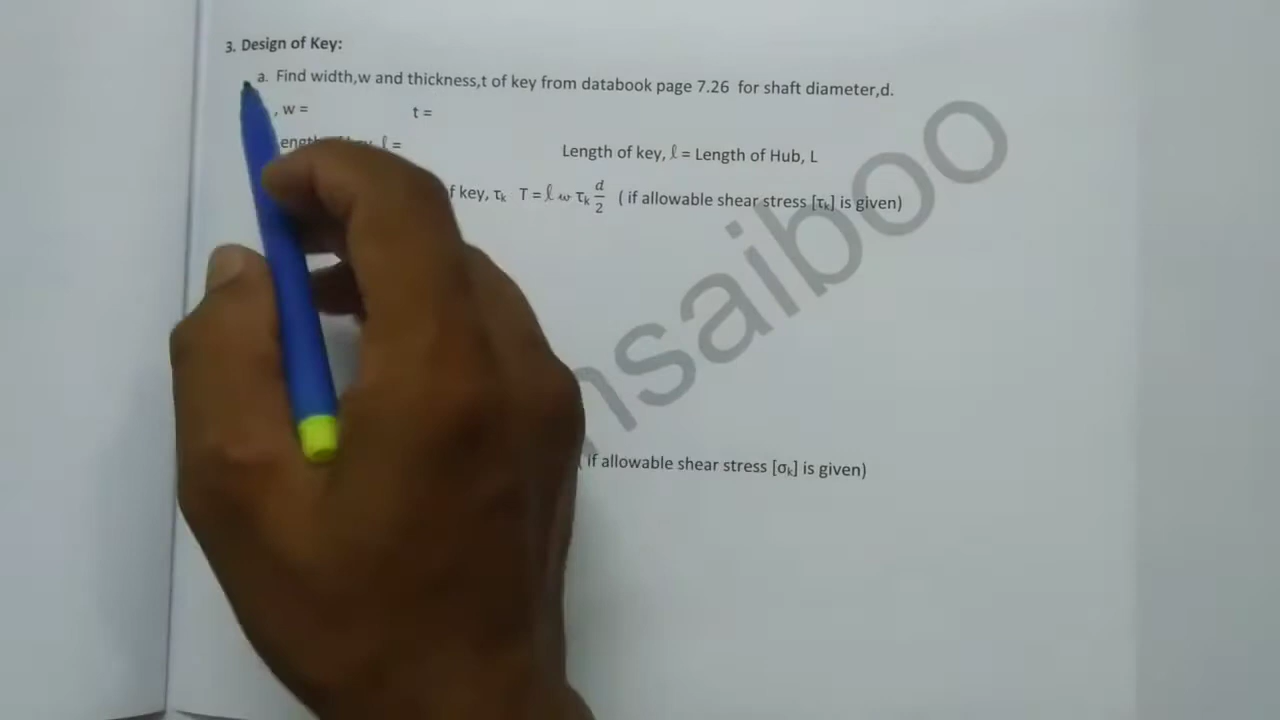 3. Design of Key:
a. Find width,w and thickness,t of key from databook page 7.26 for shaft diameter,d.
, w = t =
l = Length of key, ℓ = Length of Hub, L
f key, τk T = ℓ w τk d/2 ( if allowable shear stress [τk] is given)
( if allowable shear stress [σk] is given)
nsaiboo